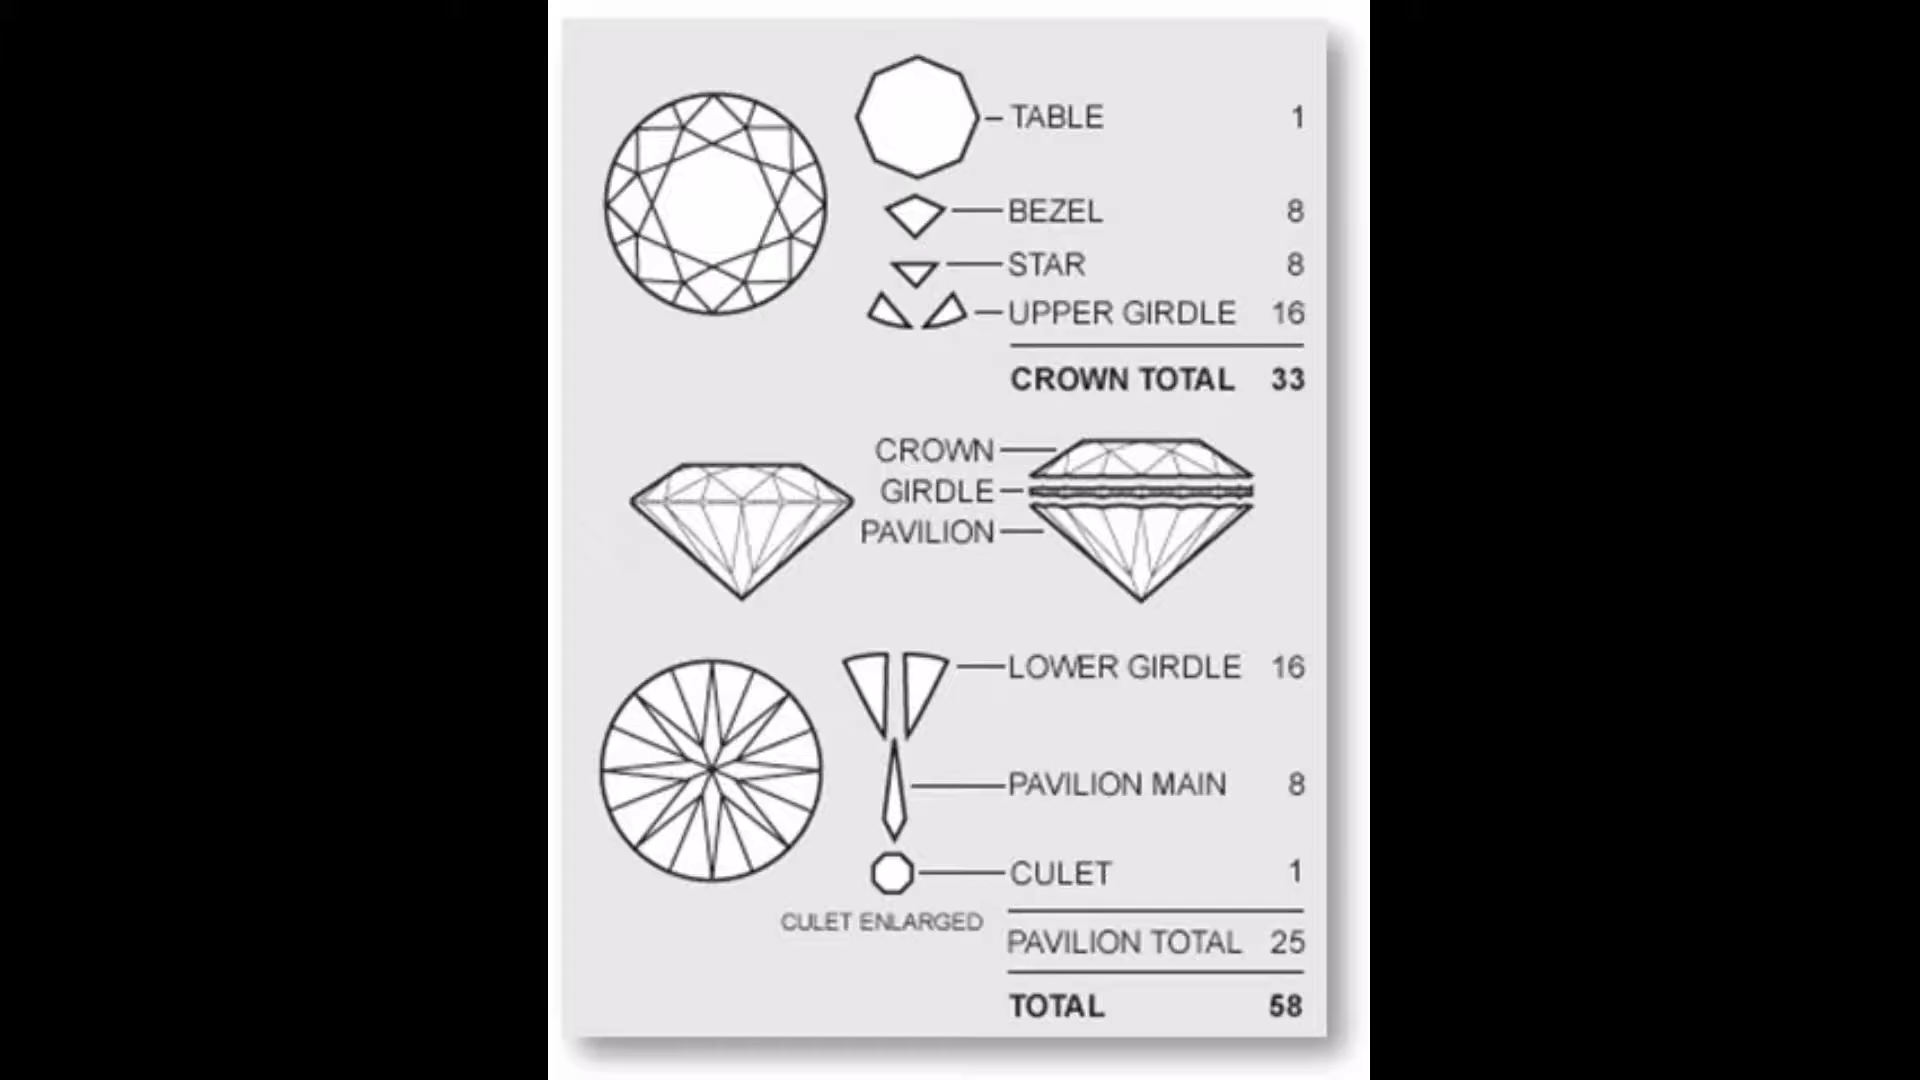 TABLE 1
BEZEL 8
STAR 8
UPPER GIRDLE 16
CROWN TOTAL 33
CROWN
GIRDLE
PAVILION
LOWER GIRDLE 16
PAVILION MAIN 8
CULET 1
CULET ENLARGED
PAVILION TOTAL 25
TOTAL 58